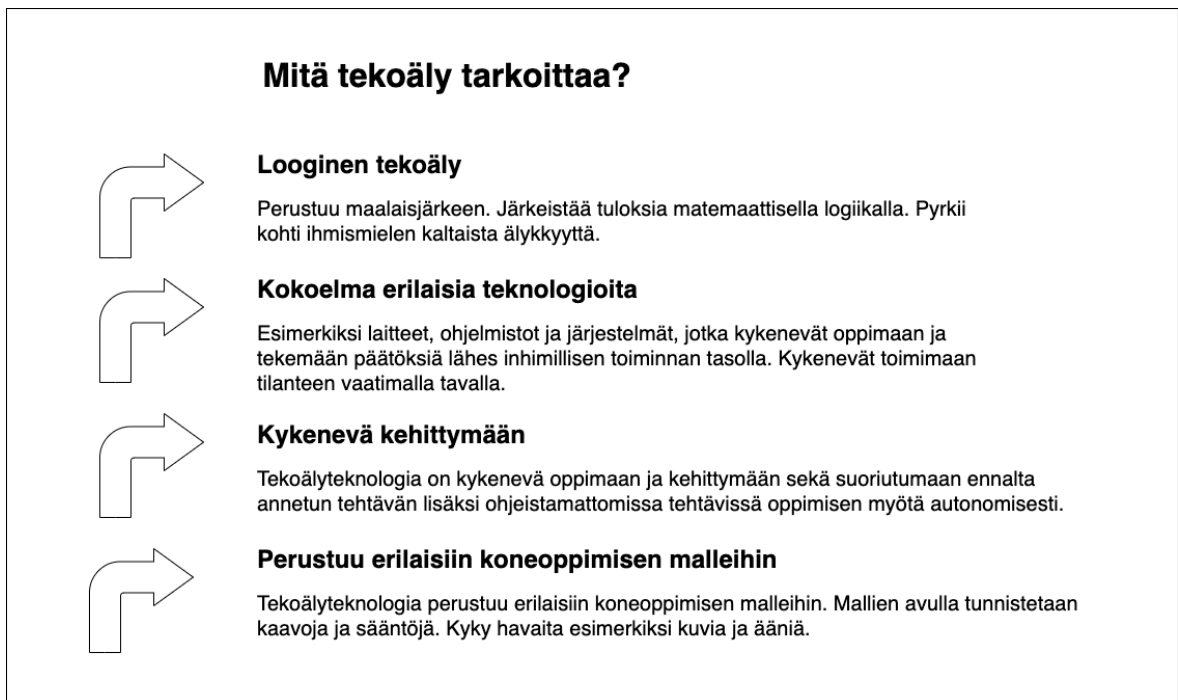 Mitä tekoäly tarkoittaa?
Looginen tekoäly
Perustuu maalaisjärkeen. Järkeistää tuloksia matemaattisella logiikalla. Pyrkii
kohti ihmismielen kaltaista älykkyyttä.
Kokoelma erilaisia teknologioita
Esimerkiksi laitteet, ohjelmistot ja järjestelmät, jotka kykenevät oppimaan ja
tekemään päätöksiä lähes inhimillisen toiminnan tasolla. Kykenevät toimimaan
tilanteen vaatimalla tavalla.
Kykenevä kehittymään
Tekoälyteknologia on kykenevä oppimaan ja kehittymään sekä suoriutumaan ennalta
annetun tehtävän lisäksi ohjeistamattomissa tehtävissä oppimisen myötä autonomisesti.
Perustuu erilaisiin koneoppimisen malleihin
Tekoälyteknologia perustuu erilaisiin koneoppimisen malleihin. Mallien avulla tunnistetaan
kaavoja ja sääntöjä. Kyky havaita esimerkiksi kuvia ja ääniä.